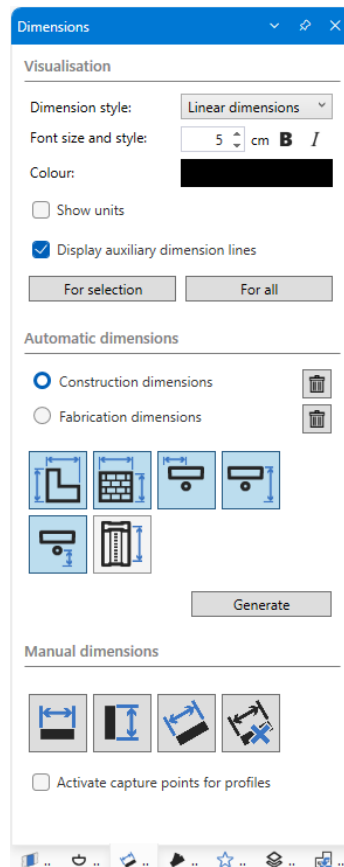 Dimensions
Visualisation
Dimension style: Linear dimensions
Font size and style: 5 cm B I
Colour:
Show units
Display auxiliary dimension lines
For selection For all
Automatic dimensions
Construction dimensions
Fabrication dimensions
Generate
Manual dimensions
Activate capture points for profiles
.. .. .. .. .. .. ..